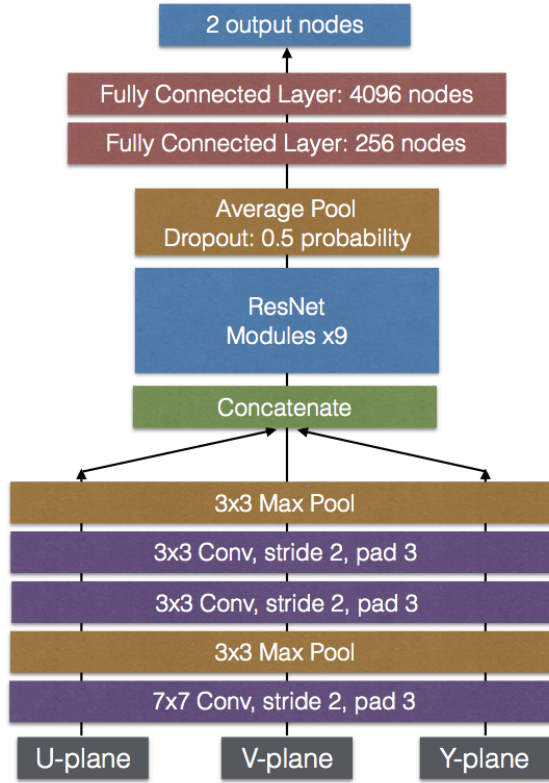 2 output nodes
Fully Connected Layer: 4096 nodes
Fully Connected Layer: 256 nodes
Average Pool
Dropout: 0.5 probability
ResNet
Modules x9
Concatenate
3x3 Max Pool
3x3 Conv, stride 2, pad 3
3x3 Conv, stride 2, pad 3
3x3 Max Pool
7x7 Conv, stride 2, pad 3
U-plane
V-plane
Y-plane